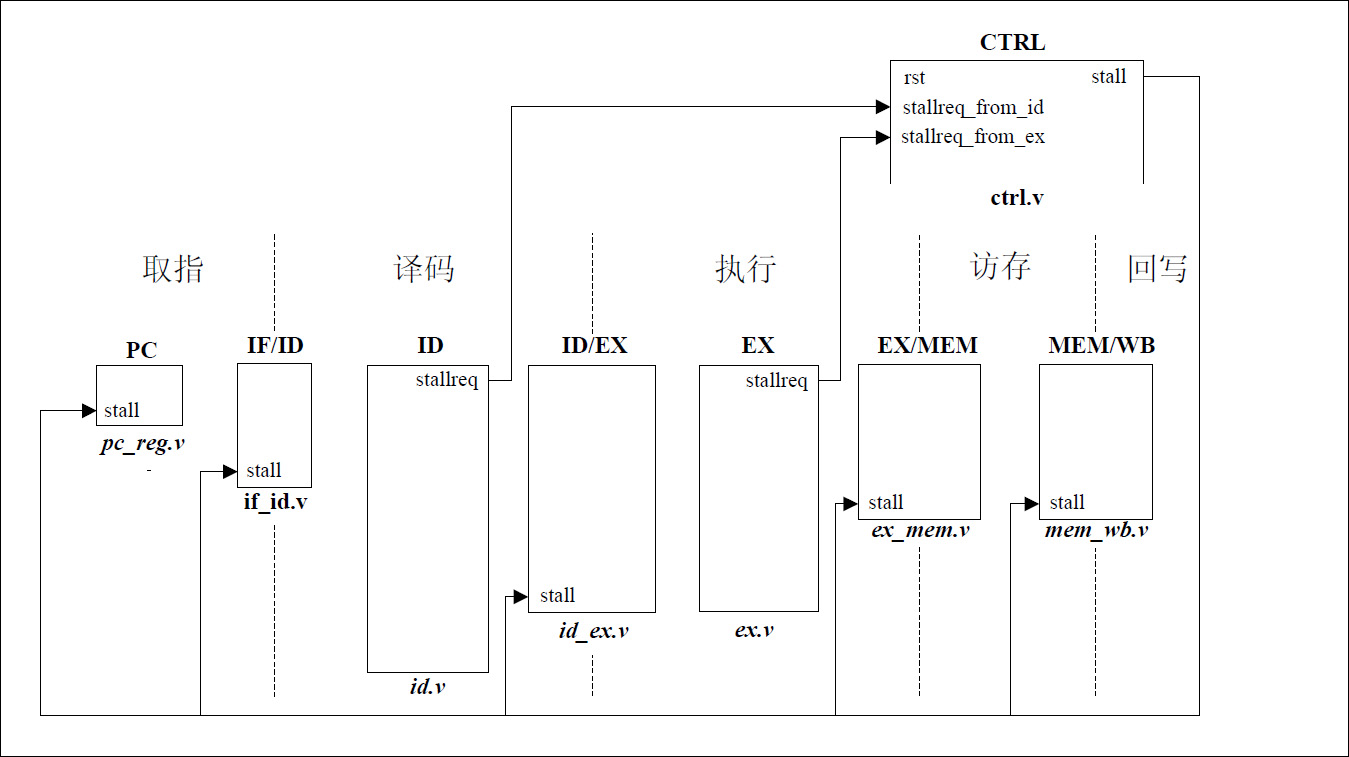 CTRL
rst stall
stallreq_from_id
stallreq_from_ex
ctrl.v
取指 译码 执行 访存 回写
PC IF/ID ID ID/EX EX EX/MEM MEM/WB
stallreq stallreq
stall
pc_reg.v
stall
if_id.v
stall stall
ex_mem.v mem_wb.v
stall
id_ex.v ex.v
id.v